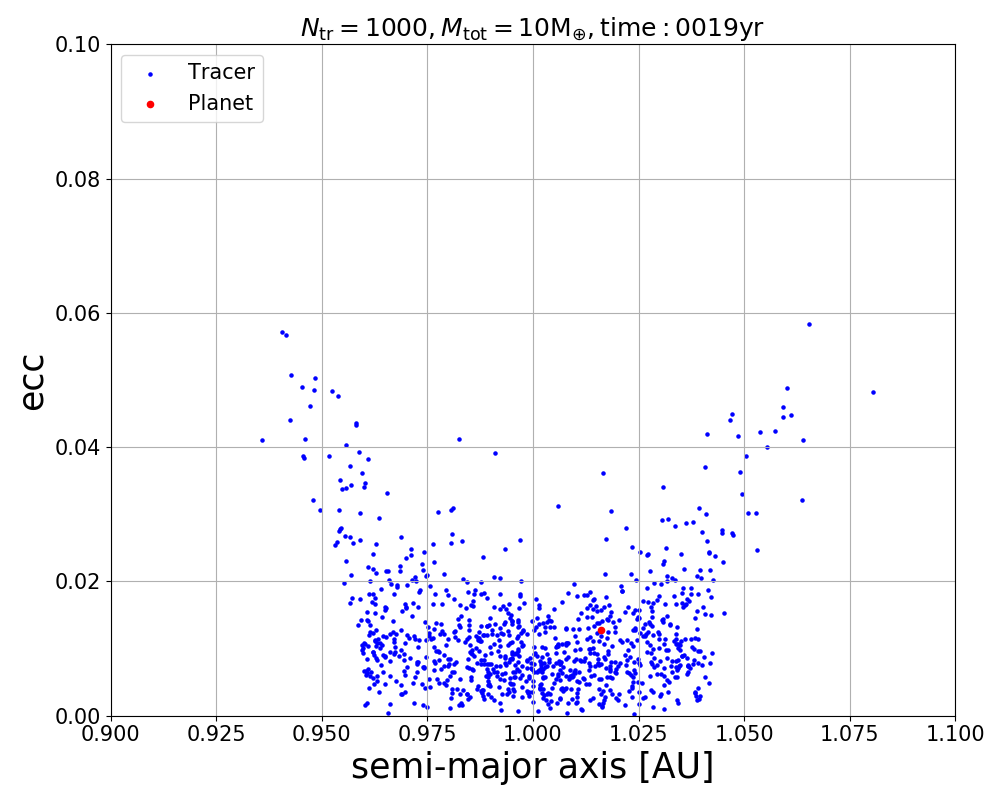 N_tr = 1000, M_tot = 10M_⊕, time : 0019yr
Tracer
Planet
0.10
0.08
0.06
0.04
0.02
0.00
ecc
0.900 0.925 0.950 0.975 1.000 1.025 1.050 1.075 1.100
semi-major axis [AU]